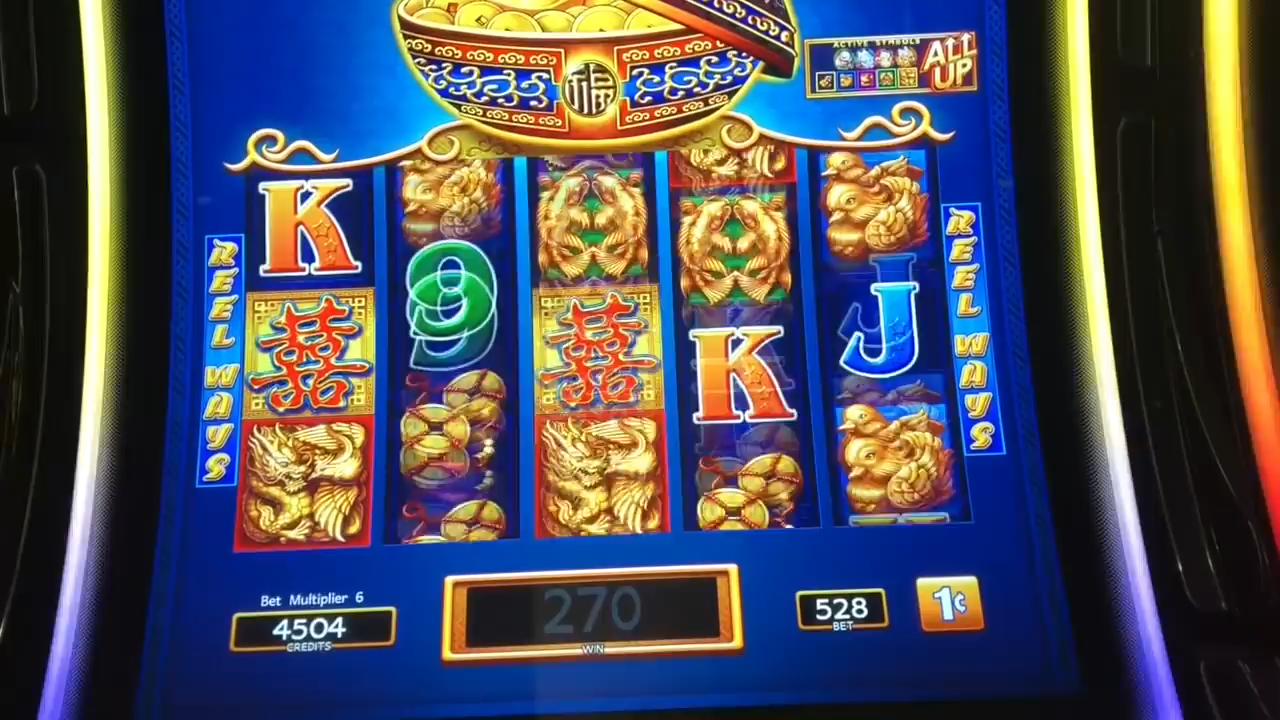 ACTIVE SYMBOLS
ALL
UP
福
K
9
REEL WAYS
REEL WAYS
囍
囍
K
J
Bet Multiplier 6
4504
CREDITS
270
WIN
528
BET
1¢